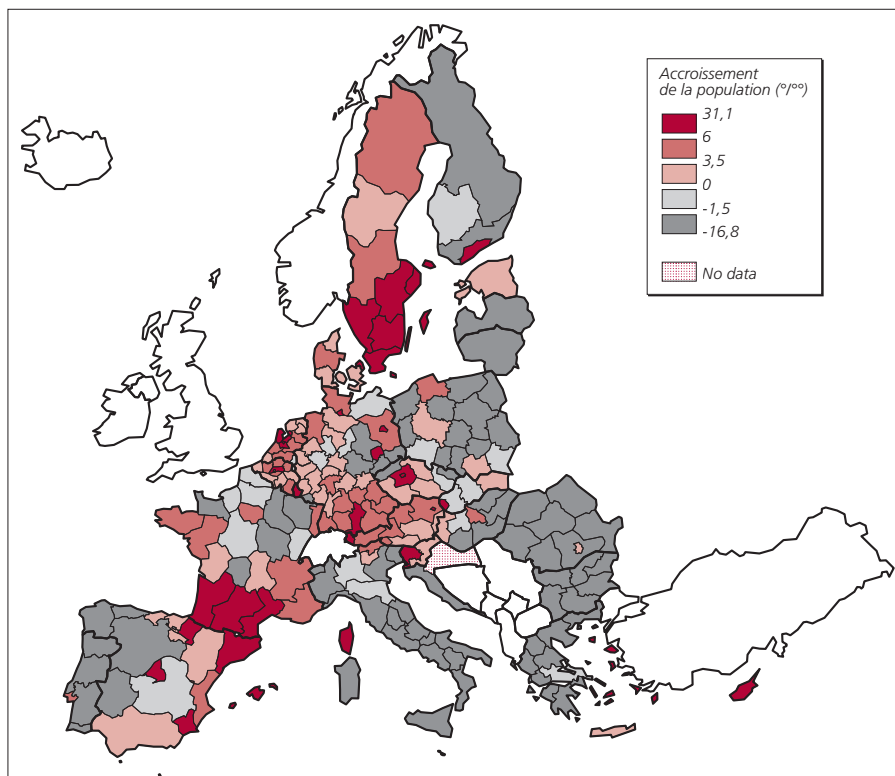 Accroissement
de la population (°/°°)
31,1
6
3,5
0
-1,5
-16,8
No data